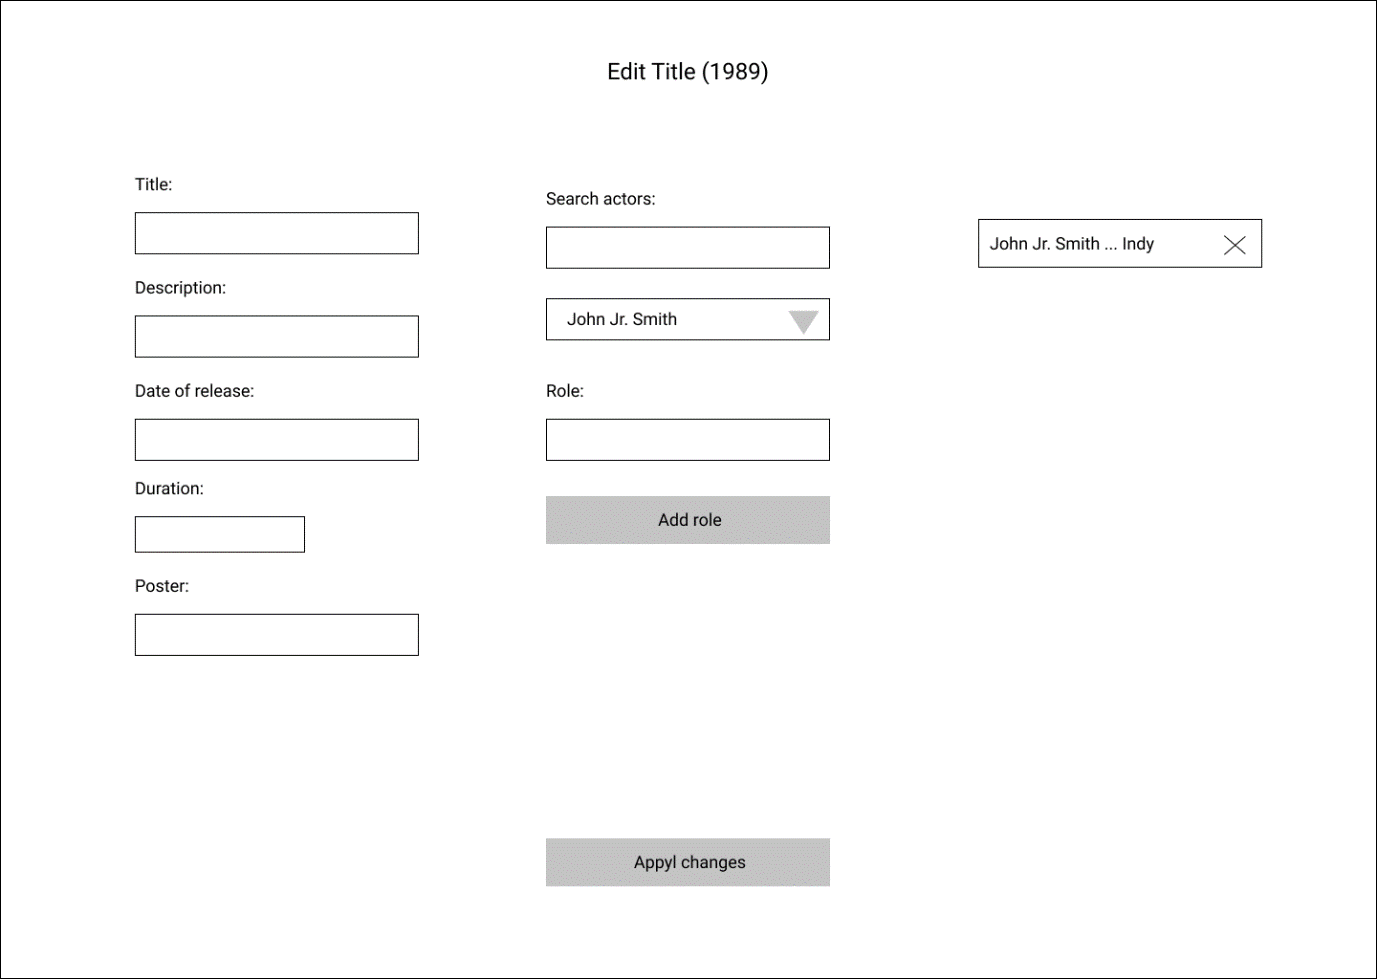 Edit Title (1989)
Title:
Description:
Date of release:
Duration:
Poster:
Search actors:
John Jr. Smith
Role:
Add role
John Jr. Smith ... Indy
Appyl changes